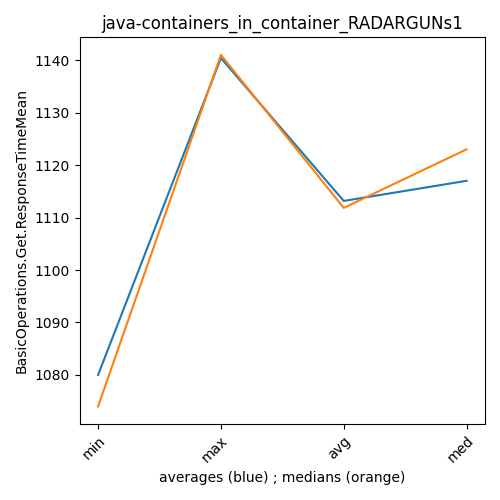 java-containers_in_container_RADARGUNs1
BasicOperations.Get.ResponseTimeMean
1140
1130
1120
1110
1100
1090
1080
min
max
avg
med
averages (blue) ; medians (orange)